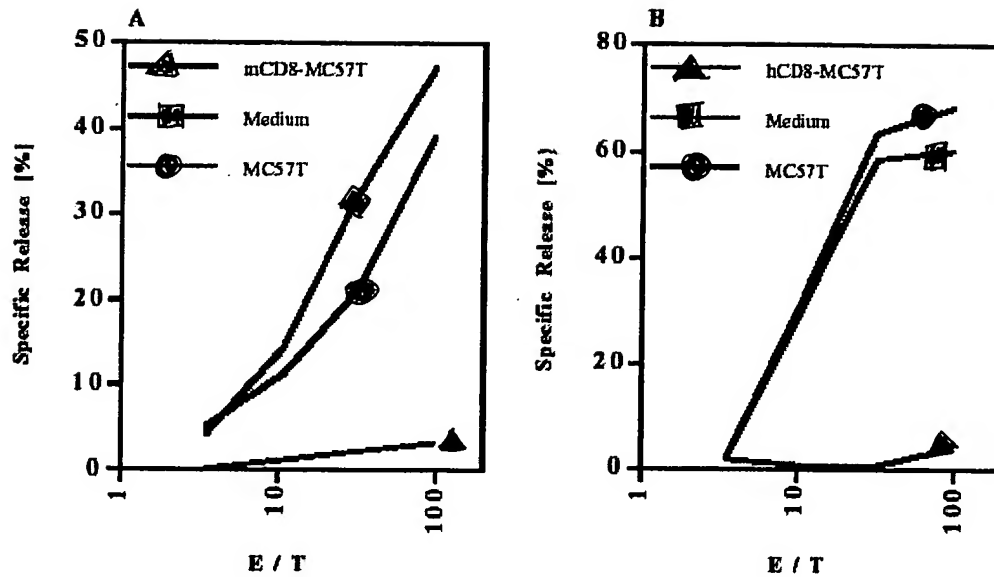 A
50
40
30
20
10
0
Specific Release [%]
mCD8-MC57T
Medium
MC57T
1
10
100
E / T
B
80
60
40
20
0
Specific Release [%]
hCD8-MC57T
Medium
MC57T
1
10
100
E / T